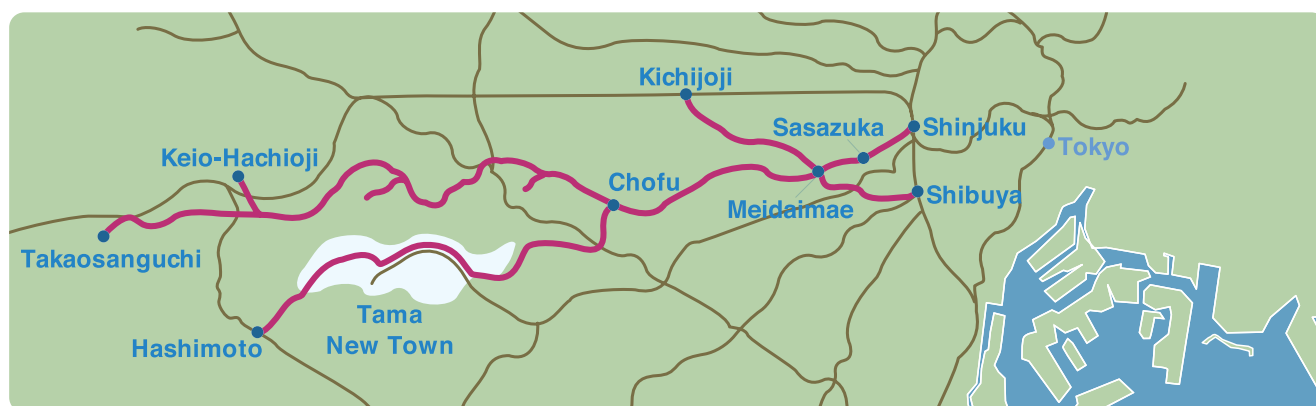 Kichijoji
Sasazuka
Shinjuku
Tokyo
Keio-Hachioji
Chofu
Meidaimae
Shibuya
Takaosanguchi
Tama
New Town
Hashimoto